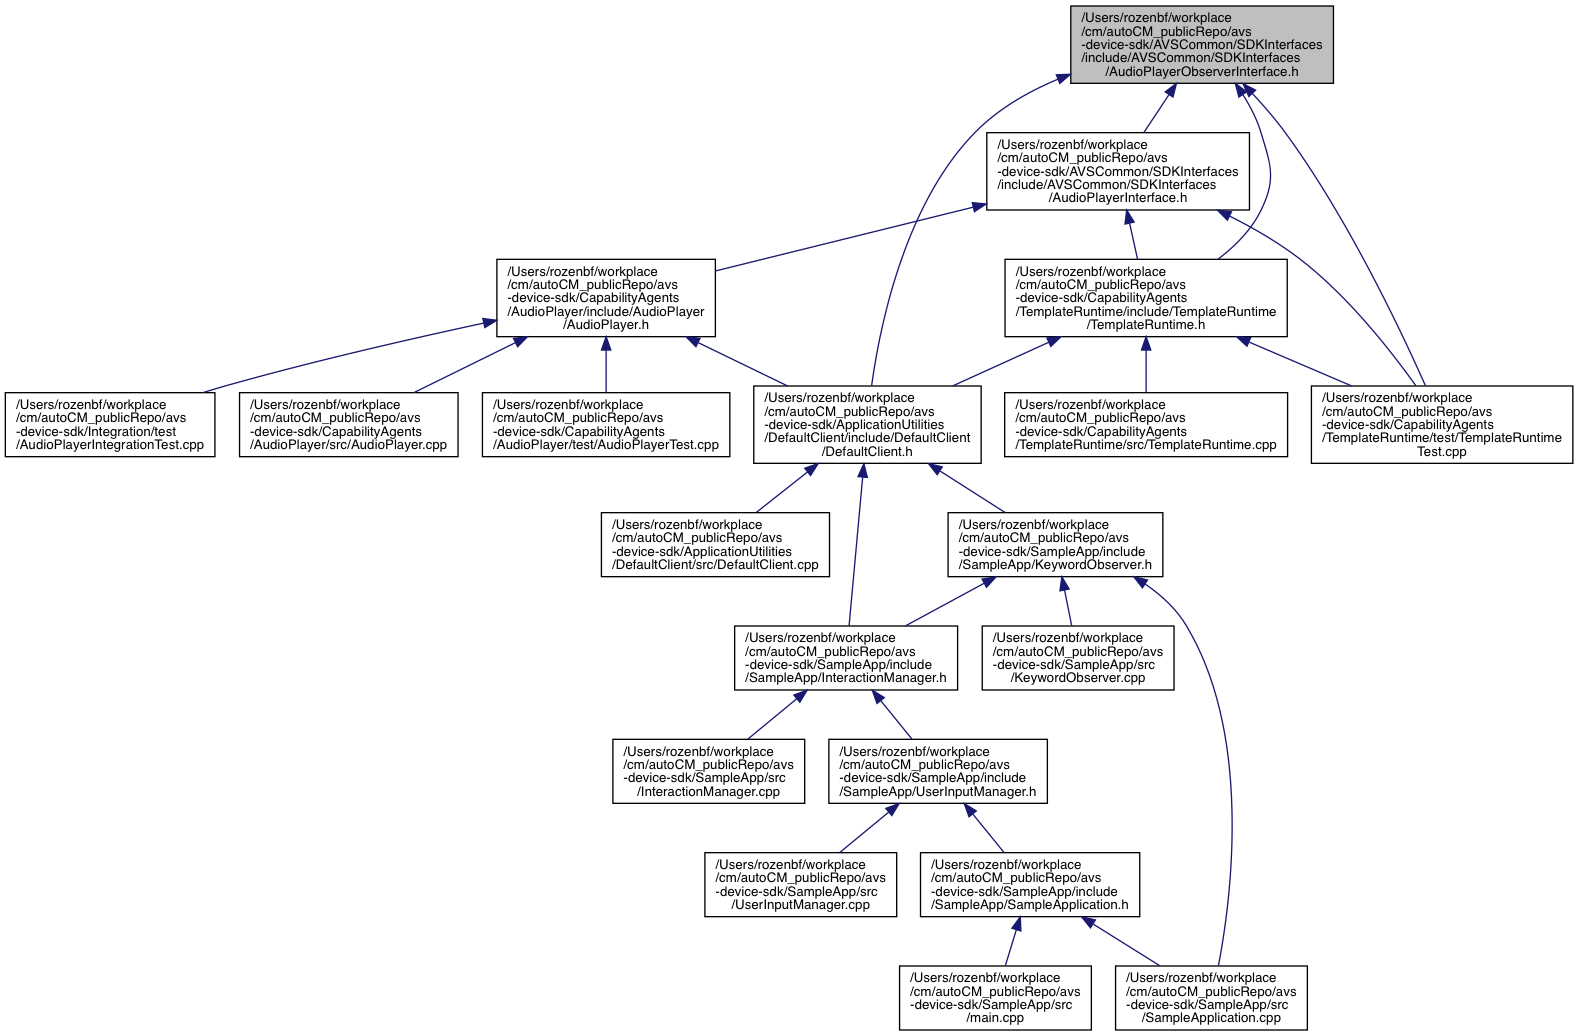 /Users/rozenbf/workplace
/cm/autoCM_publicRepo/avs
-device-sdk/AVSCommon/SDKInterfaces
/include/AVSCommon/SDKInterfaces
/AudioPlayerObserverInterface.h
/Users/rozenbf/workplace
/cm/autoCM_publicRepo/avs
-device-sdk/AVSCommon/SDKInterfaces
/include/AVSCommon/SDKInterfaces
/AudioPlayerInterface.h
/Users/rozenbf/workplace
/cm/autoCM_publicRepo/avs
-device-sdk/CapabilityAgents
/AudioPlayer/include/AudioPlayer
/AudioPlayer.h
/Users/rozenbf/workplace
/cm/autoCM_publicRepo/avs
-device-sdk/CapabilityAgents
/TemplateRuntime/include/TemplateRuntime
/TemplateRuntime.h
/Users/rozenbf/workplace
/cm/autoCM_publicRepo/avs
-device-sdk/Integration/test
/AudioPlayerIntegrationTest.cpp
/Users/rozenbf/workplace
/cm/autoCM_publicRepo/avs
-device-sdk/CapabilityAgents
/AudioPlayer/src/AudioPlayer.cpp
/Users/rozenbf/workplace
/cm/autoCM_publicRepo/avs
-device-sdk/CapabilityAgents
/AudioPlayer/test/AudioPlayerTest.cpp
/Users/rozenbf/workplace
/cm/autoCM_publicRepo/avs
-device-sdk/ApplicationUtilities
/DefaultClient/include/DefaultClient
/DefaultClient.h
/Users/rozenbf/workplace
/cm/autoCM_publicRepo/avs
-device-sdk/CapabilityAgents
/TemplateRuntime/src/TemplateRuntime.cpp
/Users/rozenbf/workplace
/cm/autoCM_publicRepo/avs
-device-sdk/CapabilityAgents
/TemplateRuntime/test/TemplateRuntime
Test.cpp
/Users/rozenbf/workplace
/cm/autoCM_publicRepo/avs
-device-sdk/ApplicationUtilities
/DefaultClient/src/DefaultClient.cpp
/Users/rozenbf/workplace
/cm/autoCM_publicRepo/avs
-device-sdk/SampleApp/include
/SampleApp/KeywordObserver.h
/Users/rozenbf/workplace
/cm/autoCM_publicRepo/avs
-device-sdk/SampleApp/include
/SampleApp/InteractionManager.h
/Users/rozenbf/workplace
/cm/autoCM_publicRepo/avs
-device-sdk/SampleApp/src
/KeywordObserver.cpp
/Users/rozenbf/workplace
/cm/autoCM_publicRepo/avs
-device-sdk/SampleApp/src
/InteractionManager.cpp
/Users/rozenbf/workplace
/cm/autoCM_publicRepo/avs
-device-sdk/SampleApp/include
/SampleApp/UserInputManager.h
/Users/rozenbf/workplace
/cm/autoCM_publicRepo/avs
-device-sdk/SampleApp/src
/UserInputManager.cpp
/Users/rozenbf/workplace
/cm/autoCM_publicRepo/avs
-device-sdk/SampleApp/include
/SampleApp/SampleApplication.h
/Users/rozenbf/workplace
/cm/autoCM_publicRepo/avs
-device-sdk/SampleApp/src
/main.cpp
/Users/rozenbf/workplace
/cm/autoCM_publicRepo/avs
-device-sdk/SampleApp/src
/SampleApplication.cpp